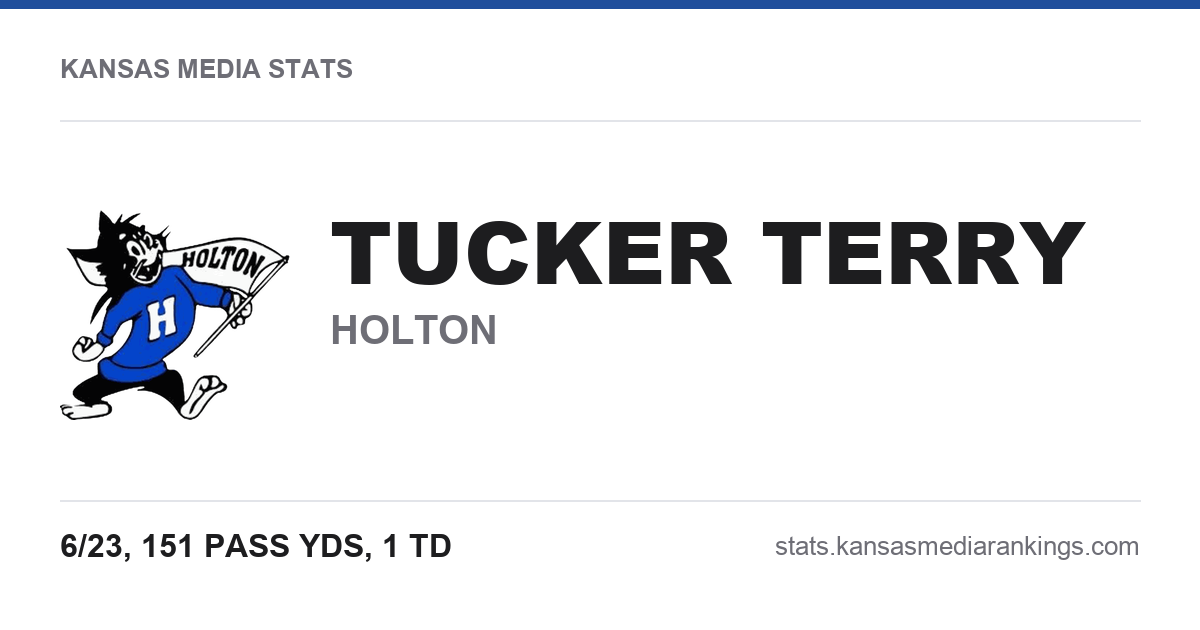 KANSAS MEDIA STATS
HOLTON
H
TUCKER TERRY
HOLTON
6/23, 151 PASS YDS, 1 TD
stats.kansasmediarankings.com